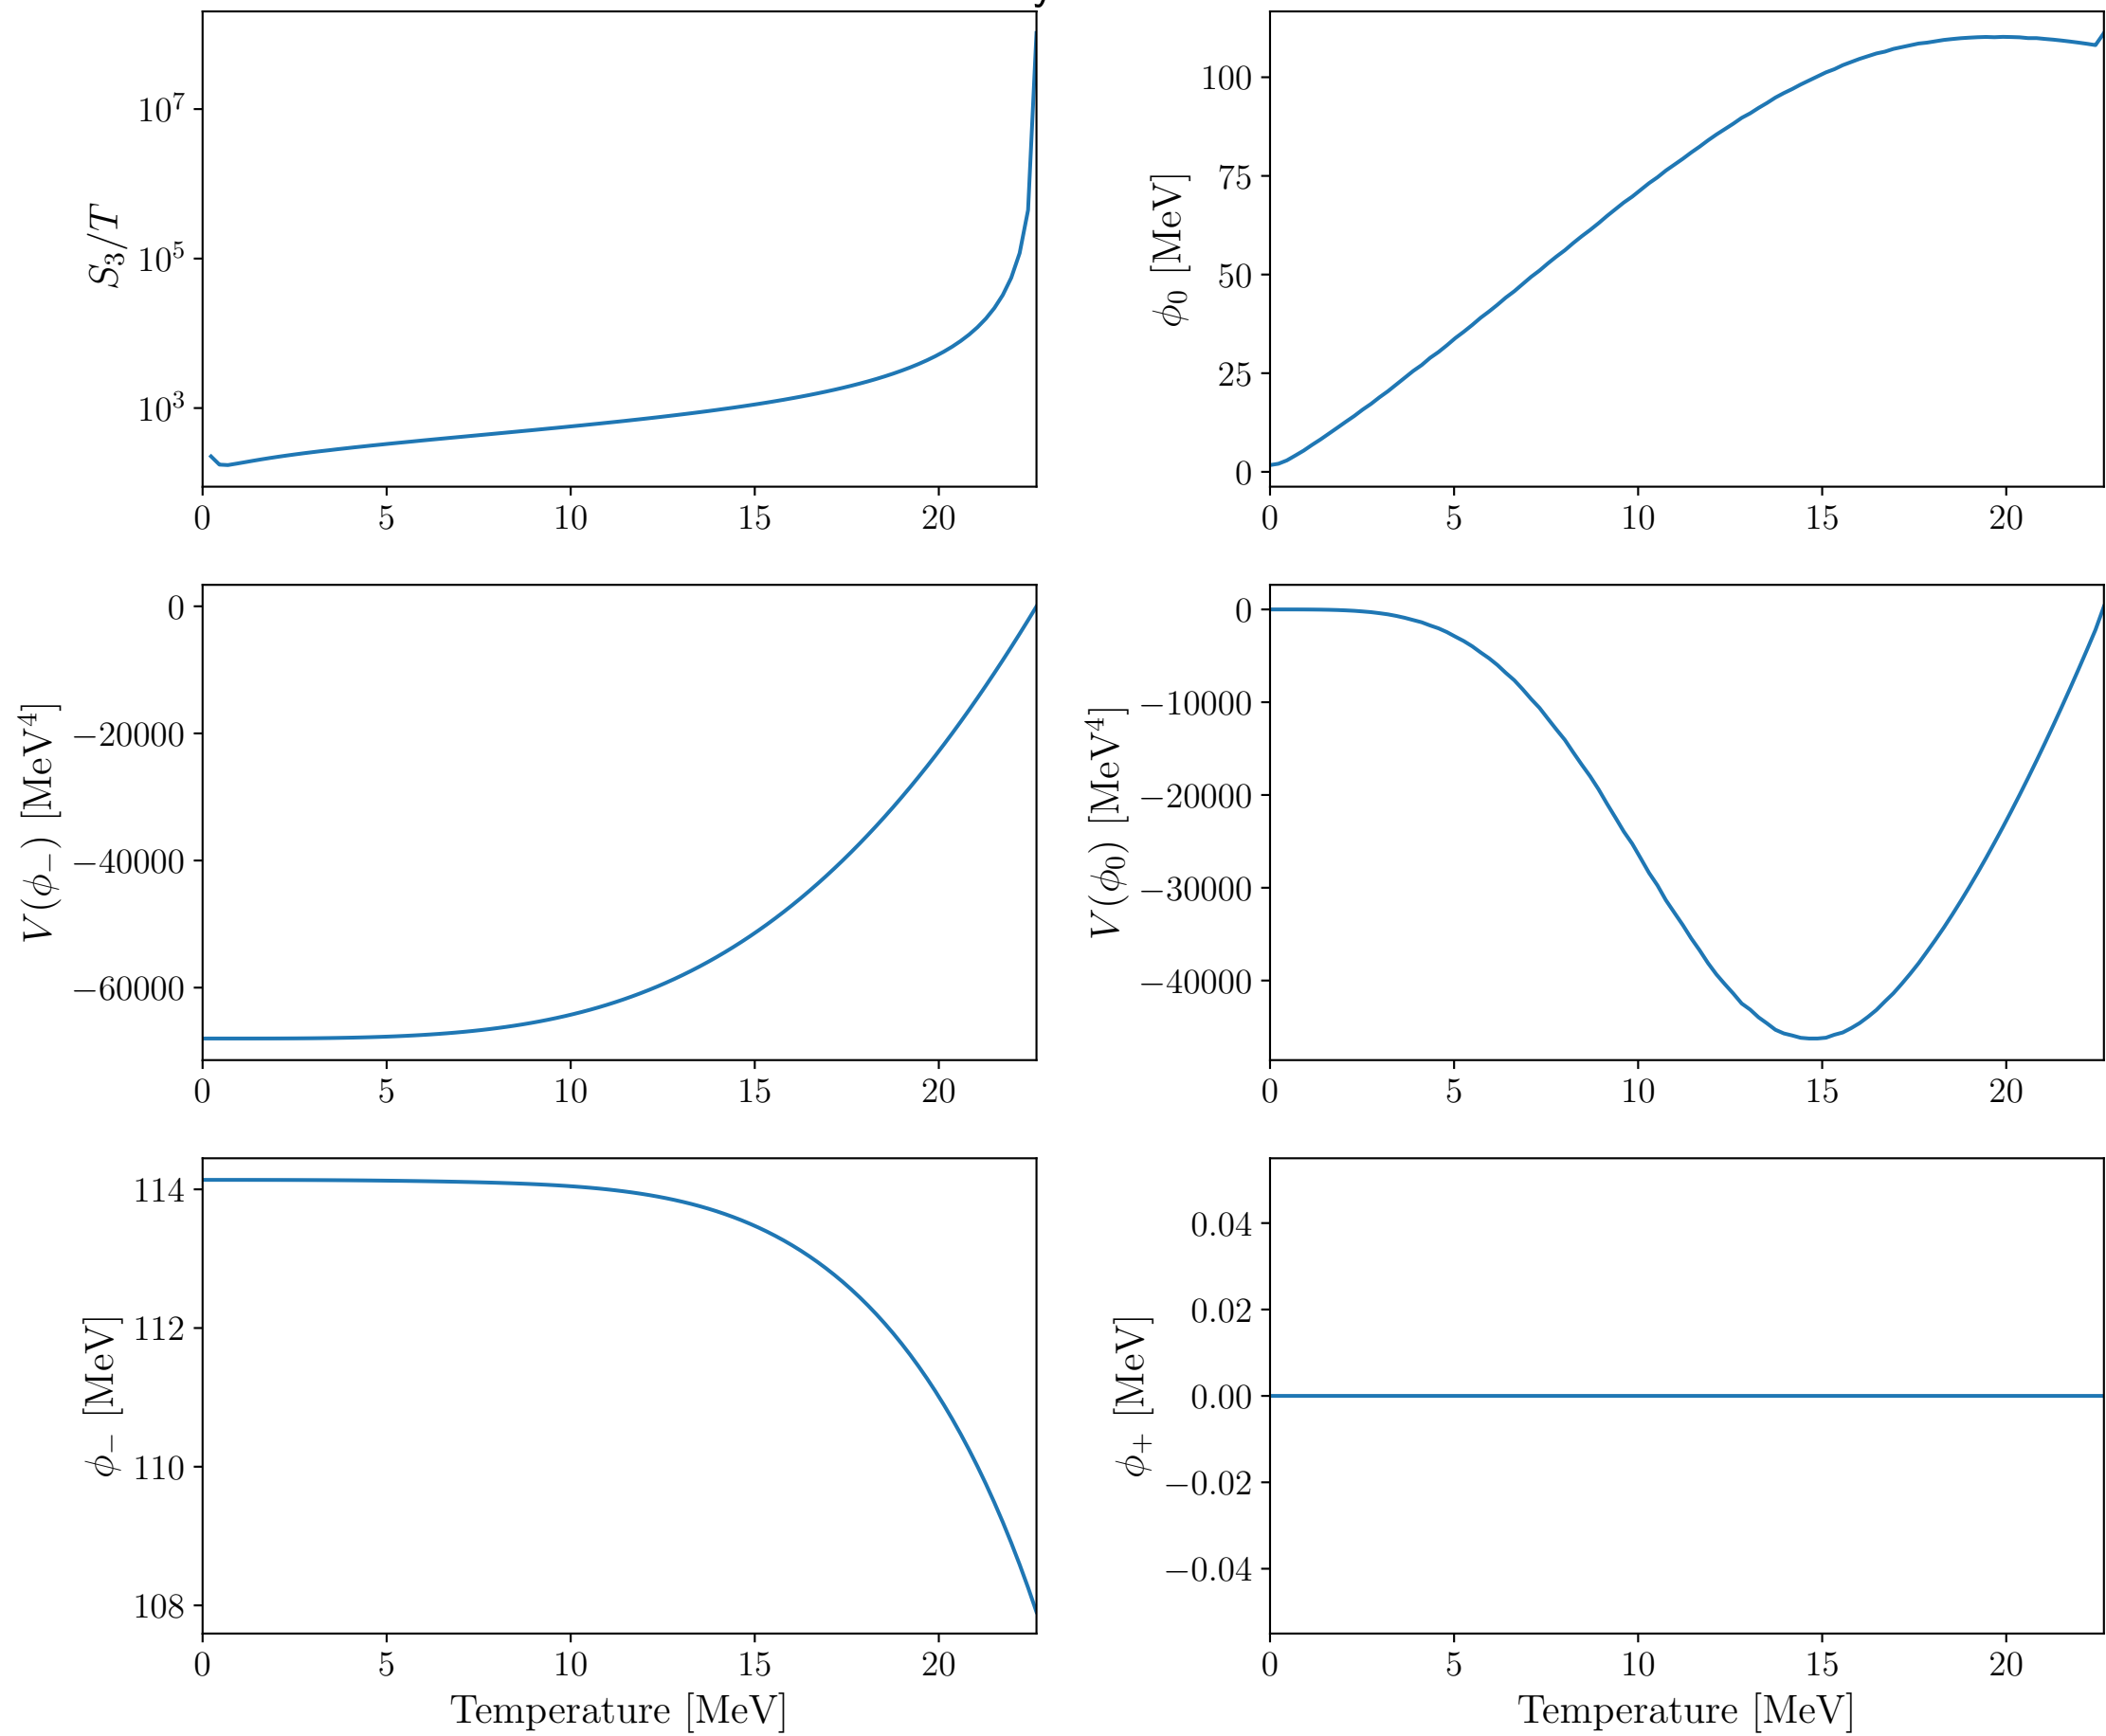 10^7
10^5
10^3
S_3/T
0 5 10 15 20
100
75
50
25
0
ϕ_0 [MeV]
0 5 10 15 20
0
−20000
−40000
−60000
V(ϕ_−) [MeV^4]
0 5 10 15 20
0
−10000
−20000
−30000
−40000
V(ϕ_0) [MeV^4]
0 5 10 15 20
114
112
110
108
ϕ_− [MeV]
0 5 10 15 20
Temperature [MeV]
0.04
0.02
0.00
−0.02
−0.04
ϕ_+ [MeV]
0 5 10 15 20
Temperature [MeV]